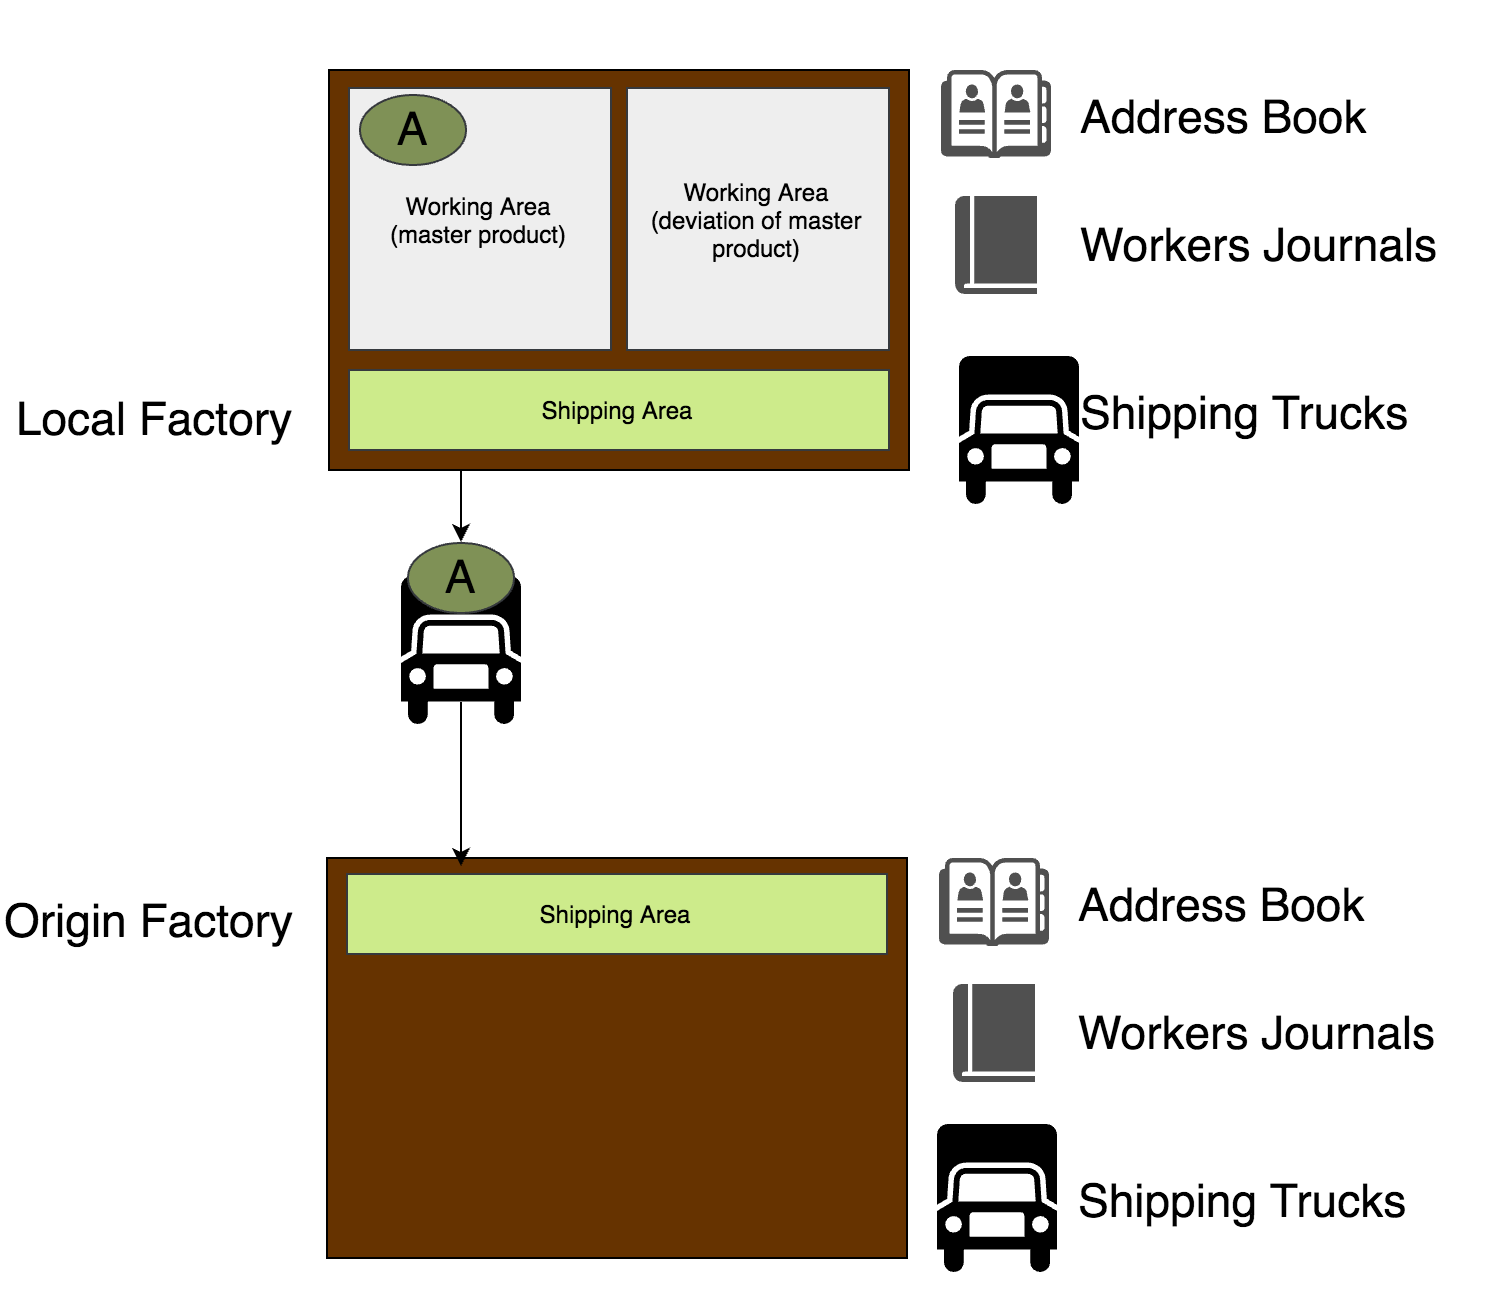 A
Working Area
(master product)
Working Area
(deviation of master
product)
Shipping Area
Local Factory
Address Book
Workers Journals
Shipping Trucks
A
Origin Factory
Shipping Area
Address Book
Workers Journals
Shipping Trucks